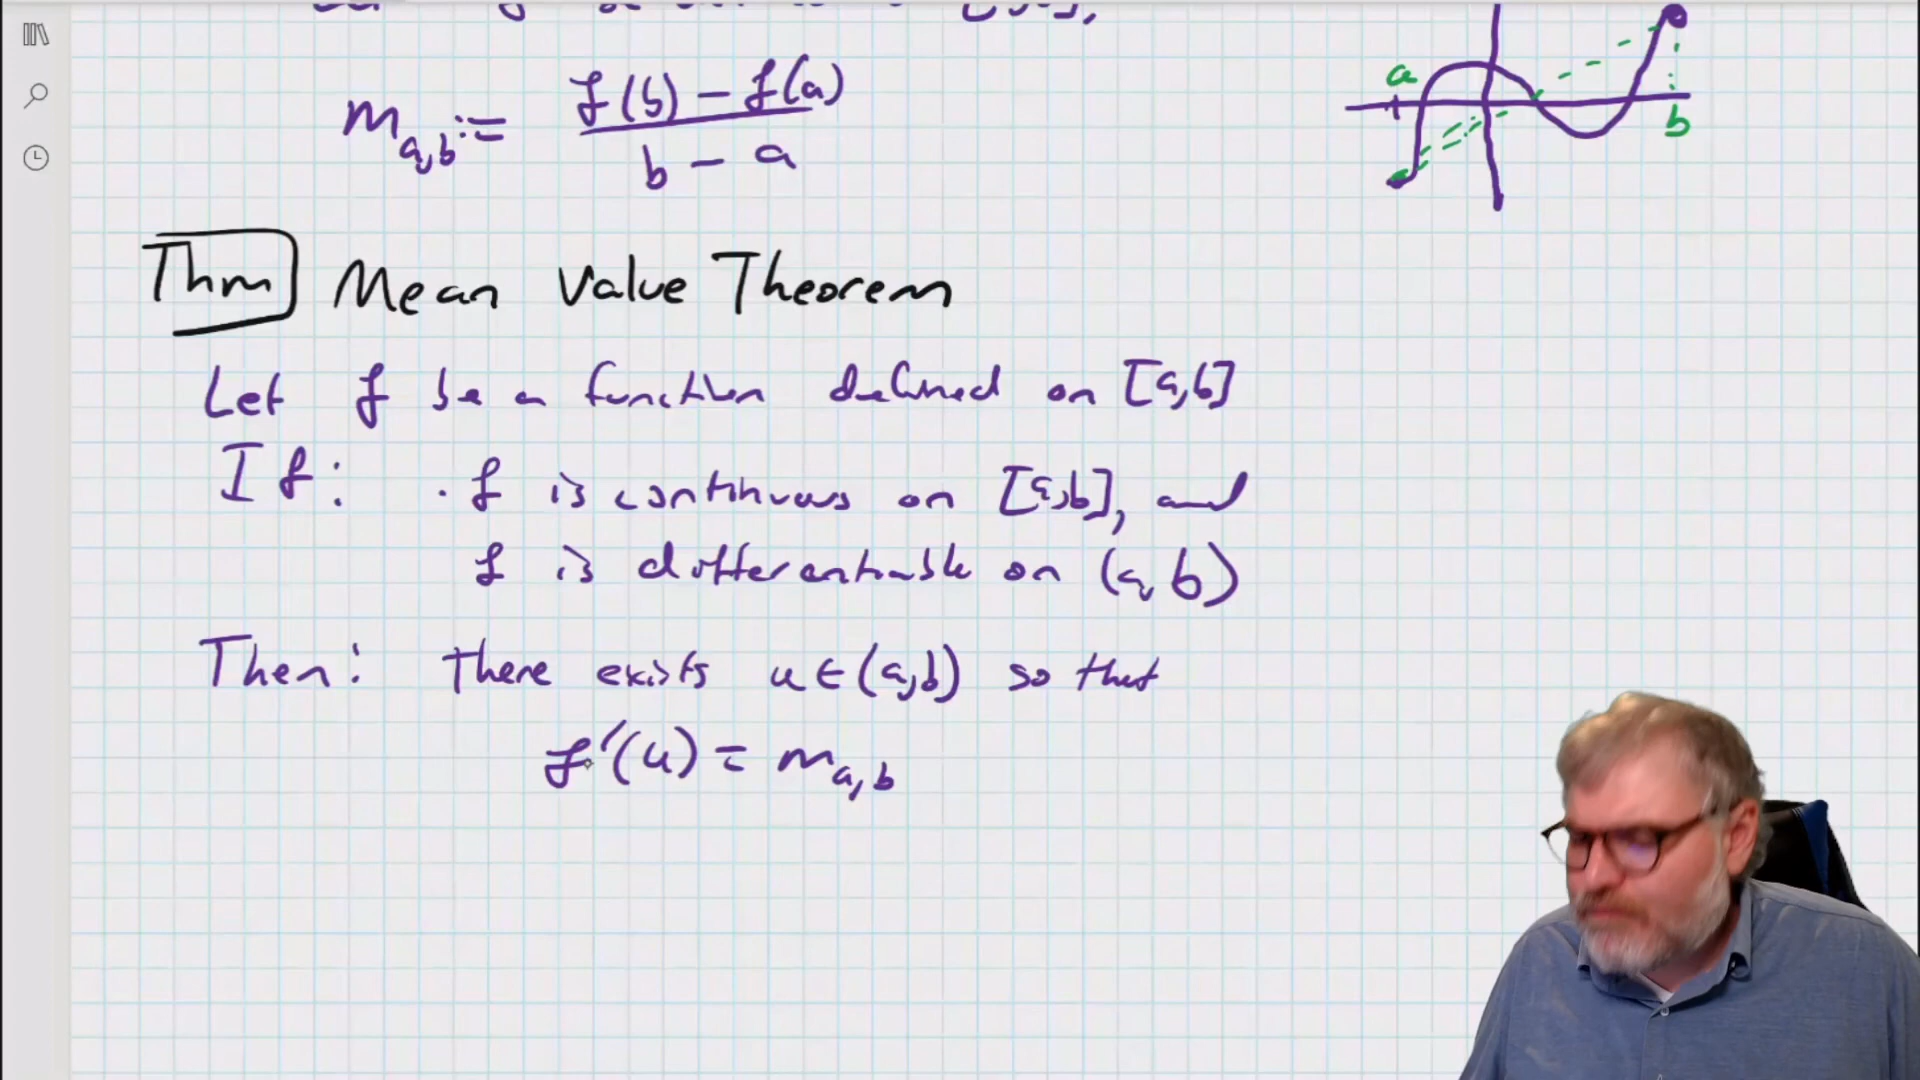 a
m_{a,b} := \frac{f(b) - f(a)}{b - a}
b
Thm Mean Value Theorem
Let f be a function defined on [a,b]
If: · f is continuous on [a,b], and
f is differentiable on (a, b)
Then: There exists u ∈ (a,b) so that
f'(u) = m_{a,b}